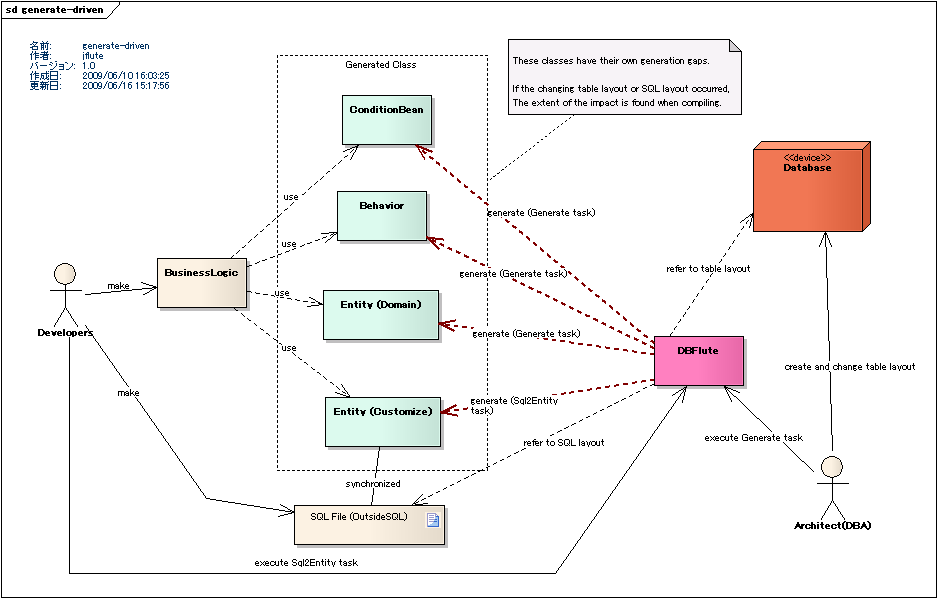 sd generate-driven
名前: generate-driven
作者: jflute
バージョン: 1.0
作成日: 2009/06/10 16:03:25
更新日: 2009/06/16 15:17:56
Generated Class
These classes have their own generation gaps.
If the changing table layout or SQL layout occurred,
The extent of the impact is found when compiling.
ConditionBean
<<device>>
Database
use
Behavior
generate (Generate task)
use
BusinessLogic
generate (Generate task)
refer to table layout
make
use
Entity (Domain)
Developers
generate (Generate task)
use
DBFlute
create and change table layout
make
Entity (Customize)
generate (Sql2Entity
task)
execute Generate task
refer to SQL layout
synchronized
SQL File (OutsideSQL)
Architect(DBA)
execute Sql2Entity task